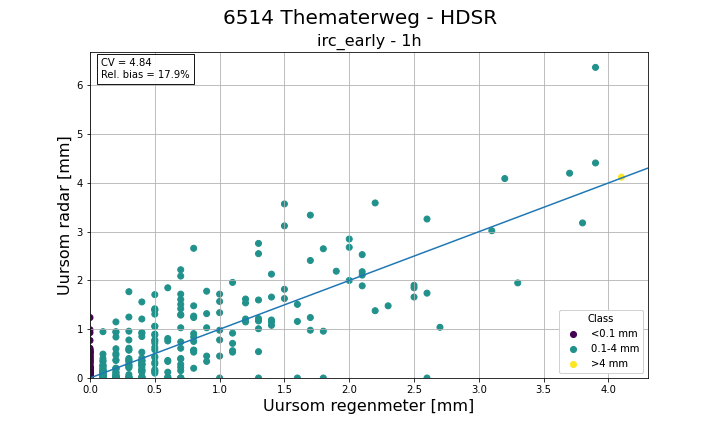 6514 Thematerweg - HDSR
irc_early - 1h
CV = 4.84
Rel. bias = 17.9%
Uursom radar [mm]
6
5
4
3
2
1
0
0.0 0.5 1.0 1.5 2.0 2.5 3.0 3.5 4.0
Uursom regenmeter [mm]
Class
<0.1 mm
0.1-4 mm
>4 mm